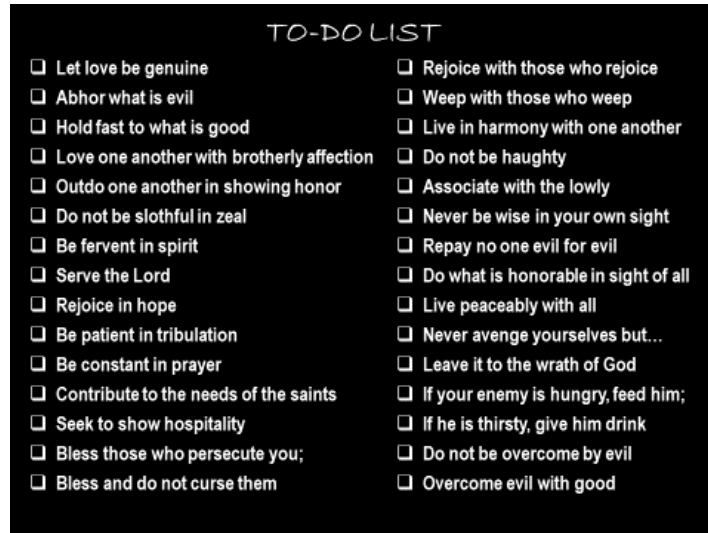 TO-DO LIST
Let love be genuine
Abhor what is evil
Hold fast to what is good
Love one another with brotherly affection
Outdo one another in showing honor
Do not be slothful in zeal
Be fervent in spirit
Serve the Lord
Rejoice in hope
Be patient in tribulation
Be constant in prayer
Contribute to the needs of the saints
Seek to show hospitality
Bless those who persecute you;
Bless and do not curse them
Rejoice with those who rejoice
Weep with those who weep
Live in harmony with one another
Do not be haughty
Associate with the lowly
Never be wise in your own sight
Repay no one evil for evil
Do what is honorable in sight of all
Live peaceably with all
Never avenge yourselves but...
Leave it to the wrath of God
If your enemy is hungry, feed him;
If he is thirsty, give him drink
Do not be overcome by evil
Overcome evil with good